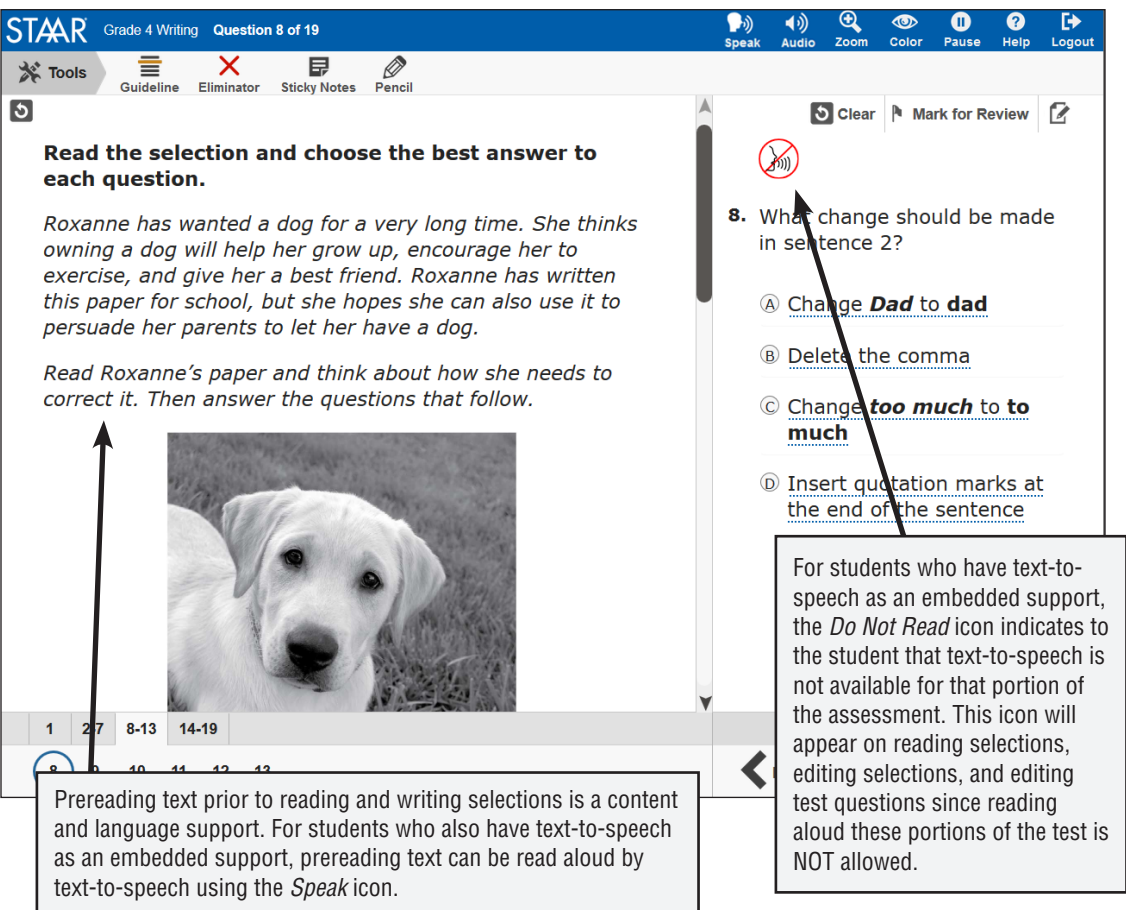 STAAR Grade 4 Writing Question 8 of 19
Speak Audio Zoom Color Pause Help Logout
Tools Guideline Eliminator Sticky Notes Pencil
Clear Mark for Review
Read the selection and choose the best answer to
each question.
Roxanne has wanted a dog for a very long time. She thinks
owning a dog will help her grow up, encourage her to
exercise, and give her a best friend. Roxanne has written
this paper for school, but she hopes she can also use it to
persuade her parents to let her have a dog.
Read Roxanne's paper and think about how she needs to
correct it. Then answer the questions that follow.
8. What change should be made
in sentence 2?
A Change Dad to dad
B Delete the comma
C Change too much to to
much
D Insert quotation marks at
the end of the sentence
For students who have text-to-
speech as an embedded support,
the Do Not Read icon indicates to
the student that text-to-speech is
not available for that portion of
the assessment. This icon will
appear on reading selections,
editing selections, and editing
test questions since reading
aloud these portions of the test is
NOT allowed.
1 2-7 8-13 14-19
8 9 10 11 12 13
Prereading text prior to reading and writing selections is a content
and language support. For students who also have text-to-speech
as an embedded support, prereading text can be read aloud by
text-to-speech using the Speak icon.